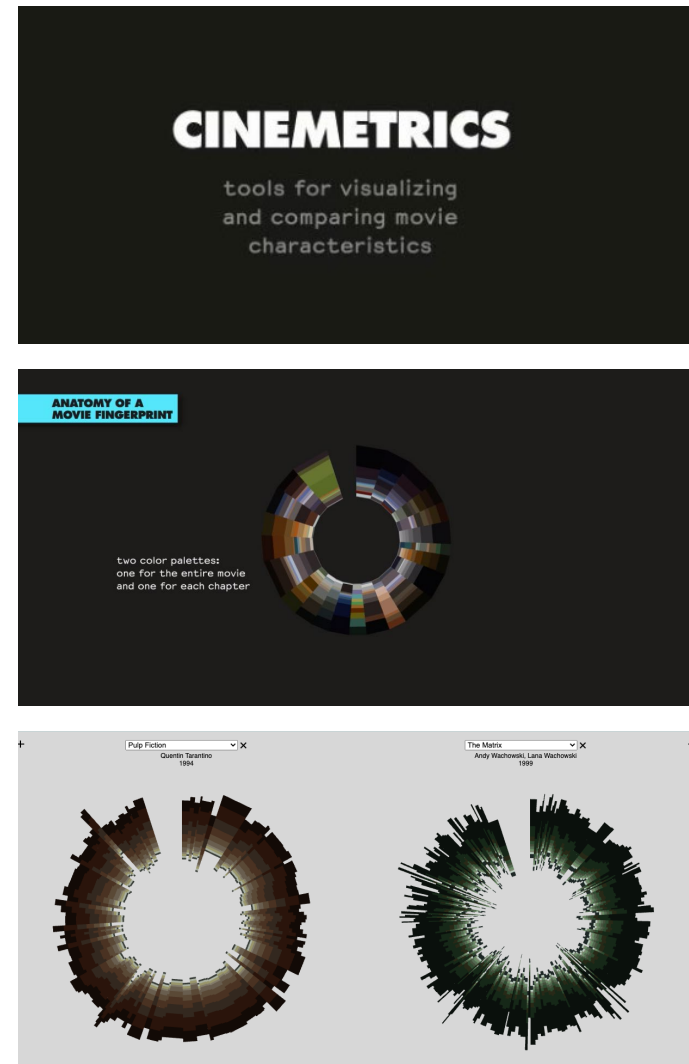 CINEMETRICS
tools for visualizing
and comparing movie
characteristics
ANATOMY OF A
MOVIE FINGERPRINT
two color palettes:
one for the entire movie
and one for each chapter
+
Pulp Fiction
×
Quentin Tarantino
1994
The Matrix
×
Andy Wachowski, Lana Wachowski
1999